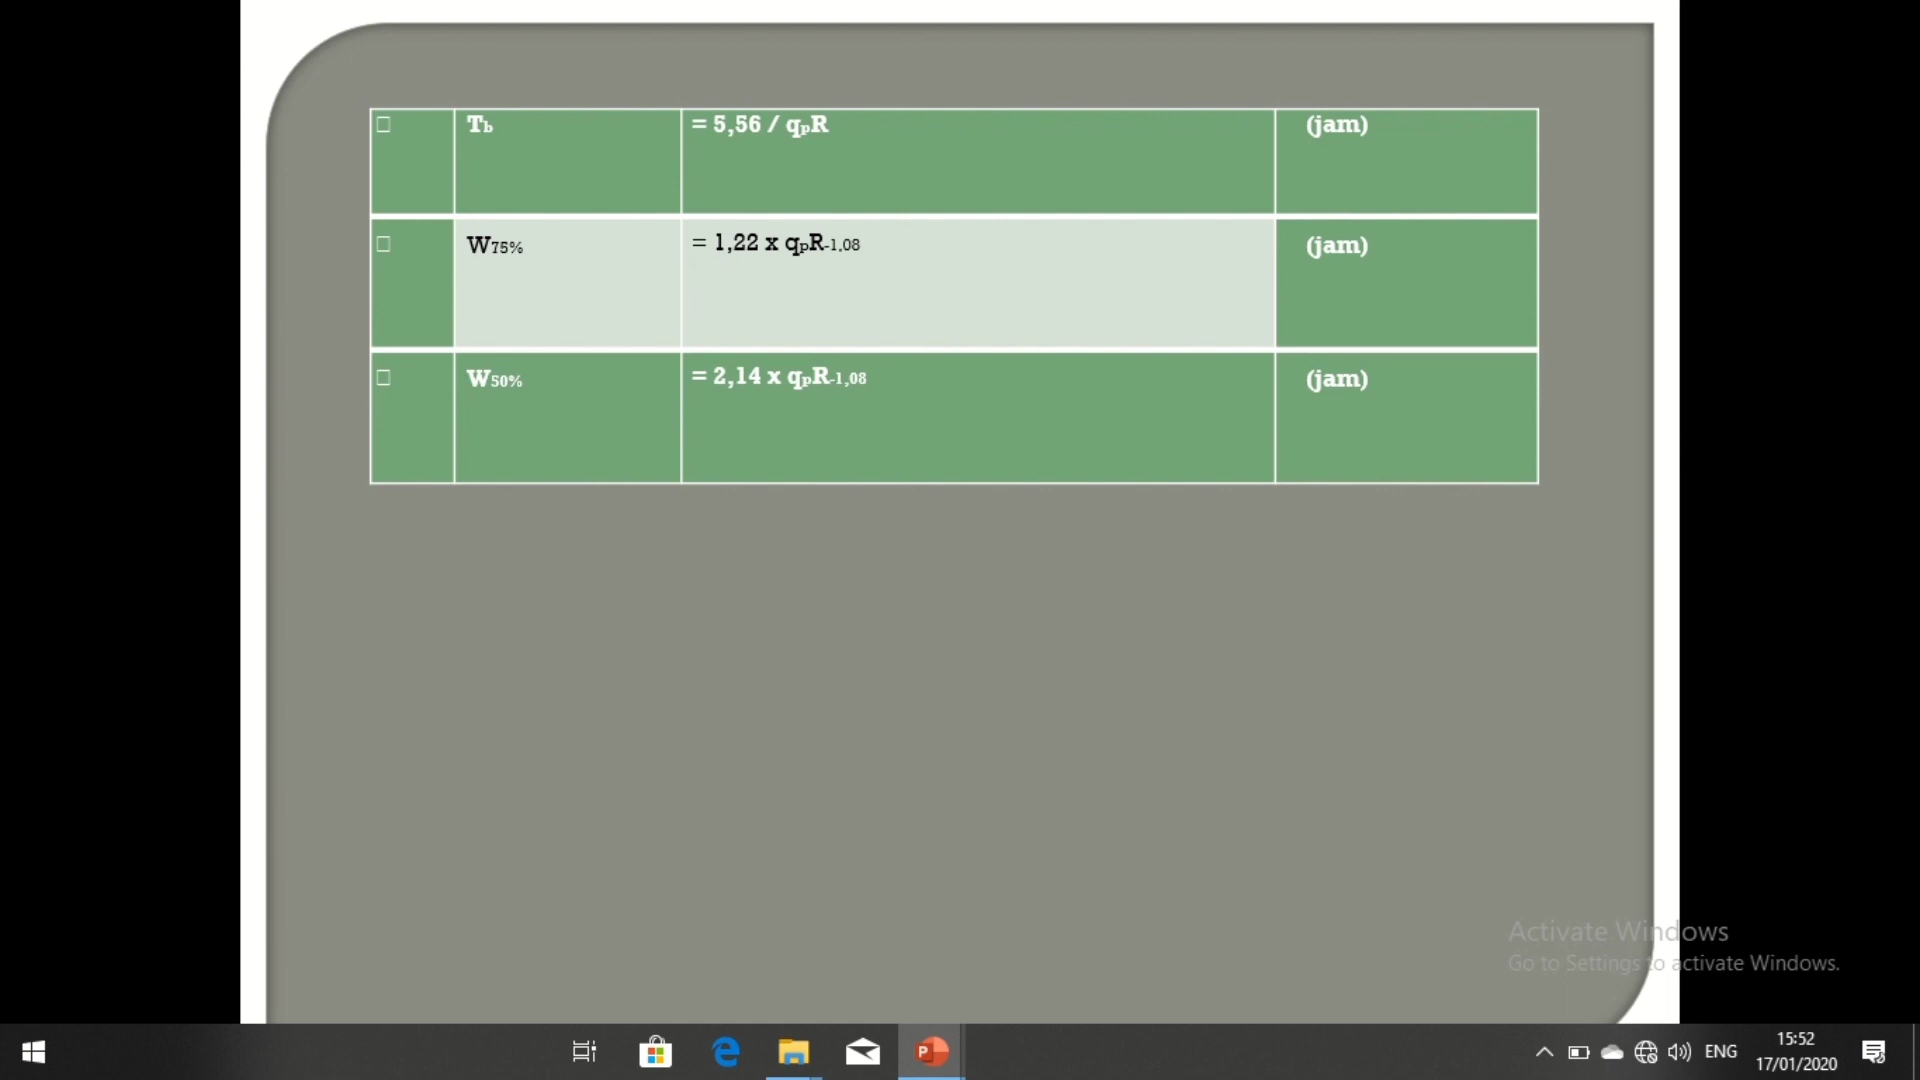 □ Tb = 5,56 / qpR (jam)
□ W75% = 1,22 x qpR-1,08 (jam)
□ W50% = 2,14 x qpR-1,08 (jam)
Activate Windows
Go to Settings to activate Windows.
P
ENG
15:52
17/01/2020